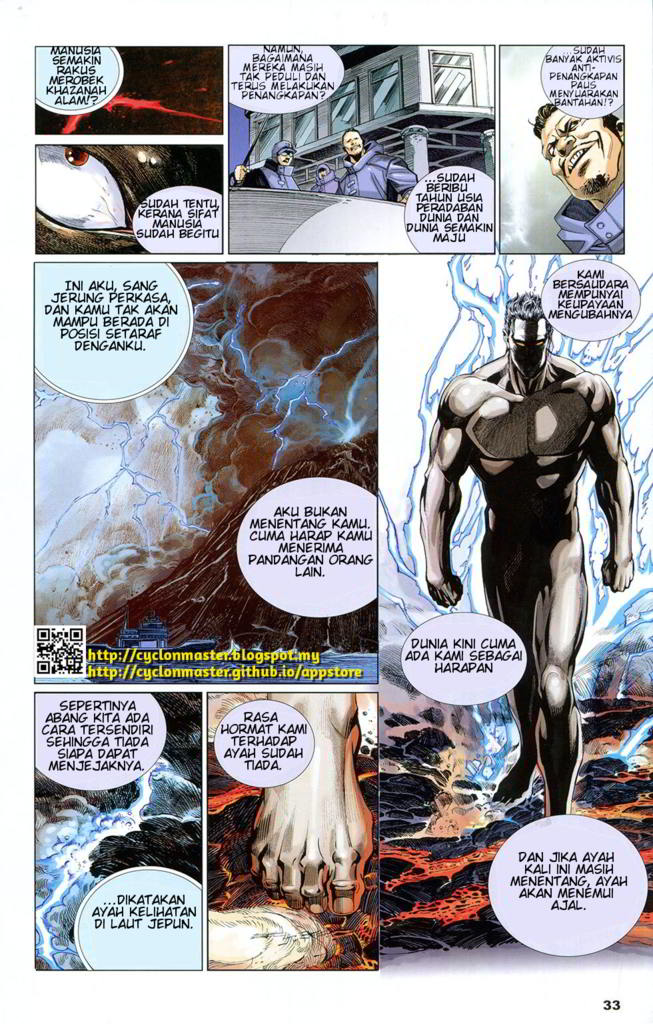 MANUSIA
SEMAKIN
RAKUS
MEROBEK
KHAZANAH
ALAM!?
NAMUN,
BAGAIMANA
MEREKA MASIH
TAK PEDULI DAN
TERUS MELAKUKAN
PENANGKAPAN?
...SUDAH
BANYAK AKTIVIS
ANTI-
PENANGKAPAN
PAUS
MENYUARAKAN
BANTAHAN!?
SUDAH TENTU,
KERANA SIFAT
MANUSIA
SUDAH BEGITU
...SUDAH
BERIBU
TAHUN USIA
PERADABAN
DUNIA DAN
DUNIA SEMAKIN
MAJU
INI AKU, SANG
JERUNG PERKASA,
DAN KAMU TAK AKAN
MAMPU BERADA DI
POSISI SETARAF
DENGANKU.
KAMI
BERSAUDARA
MEMPUNYAI
KEUPAYAAN
MENGUBAHNYA
AKU BUKAN
MENENTANG KAMU.
CUMA HARAP KAMU
MENERIMA
PANDANGAN ORANG
LAIN.
DUNIA KINI CUMA
ADA KAMI SEBAGAI
HARAPAN
http://cyclonmaster.blogspot.my
http://cyclonmaster.github.io/appstore
SEPERTINYA
ABANG KITA ADA
CARA TERSENDIRI
SEHINGGA TIADA
SIAPA DAPAT
MENJEJAKNYA.
RASA
HORMAT KAMI
TERHADAP
AYAH SUDAH
TIADA.
...DIKATAKAN
AYAH KELIHATAN
DI LAUT JEPUN.
DAN JIKA AYAH
KALI INI MASIH
MENENTANG, AYAH
AKAN MENEMUI
AJAL.
33